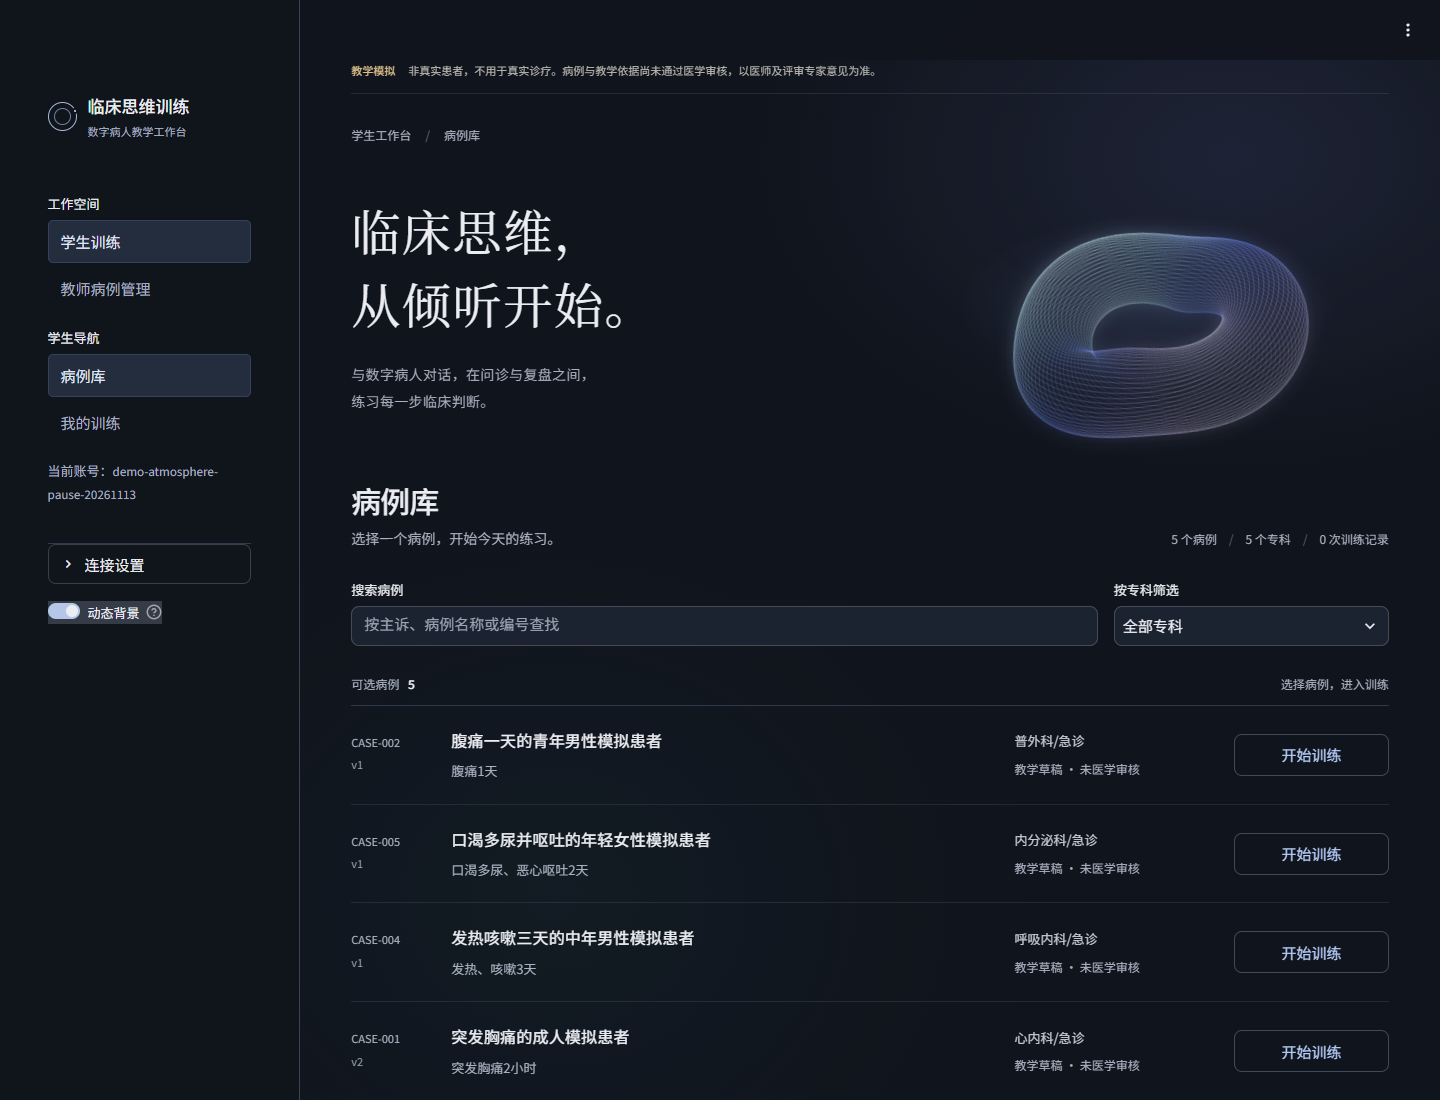 临床思维训练
数字病人教学工作台
工作空间
学生训练
教师病例管理
学生导航
病例库
我的训练
当前账号：demo-atmosphere-
pause-20261113
连接设置
动态背景
教学模拟 非真实患者，不用于真实诊疗。病例与教学依据尚未通过医学审核，以医师及评审专家意见为准。
学生工作台 / 病例库
临床思维，
从倾听开始。
与数字病人对话，在问诊与复盘之间，
练习每一步临床判断。
病例库
选择一个病例，开始今天的练习。
5 个病例 / 5 个专科 / 0 次训练记录
搜索病例
按主诉、病例名称或编号查找
按专科筛选
全部专科
可选病例 5
选择病例，进入训练
CASE-002
v1
腹痛一天的青年男性模拟患者
腹痛1天
普外科/急诊
教学草稿 · 未医学审核
开始训练
CASE-005
v1
口渴多尿并呕吐的年轻女性模拟患者
口渴多尿、恶心呕吐2天
内分泌科/急诊
教学草稿 · 未医学审核
开始训练
CASE-004
v1
发热咳嗽三天的中年男性模拟患者
发热、咳嗽3天
呼吸内科/急诊
教学草稿 · 未医学审核
开始训练
CASE-001
v2
突发胸痛的成人模拟患者
突发胸痛2小时
心内科/急诊
教学草稿 · 未医学审核
开始训练